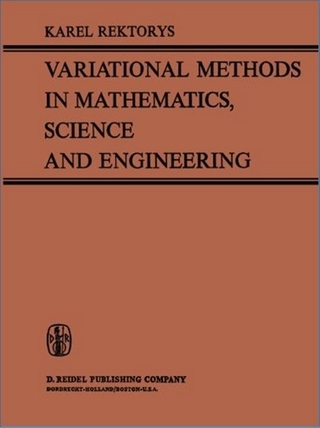 KAREL REKTORYS
VARIATIONAL METHODS
IN MATHEMATICS,
SCIENCE
AND ENGINEERING
D R
D. REIDEL PUBLISHING COMPANY
DORDRECHT-HOLLAND/BOSTON-U.S.A.